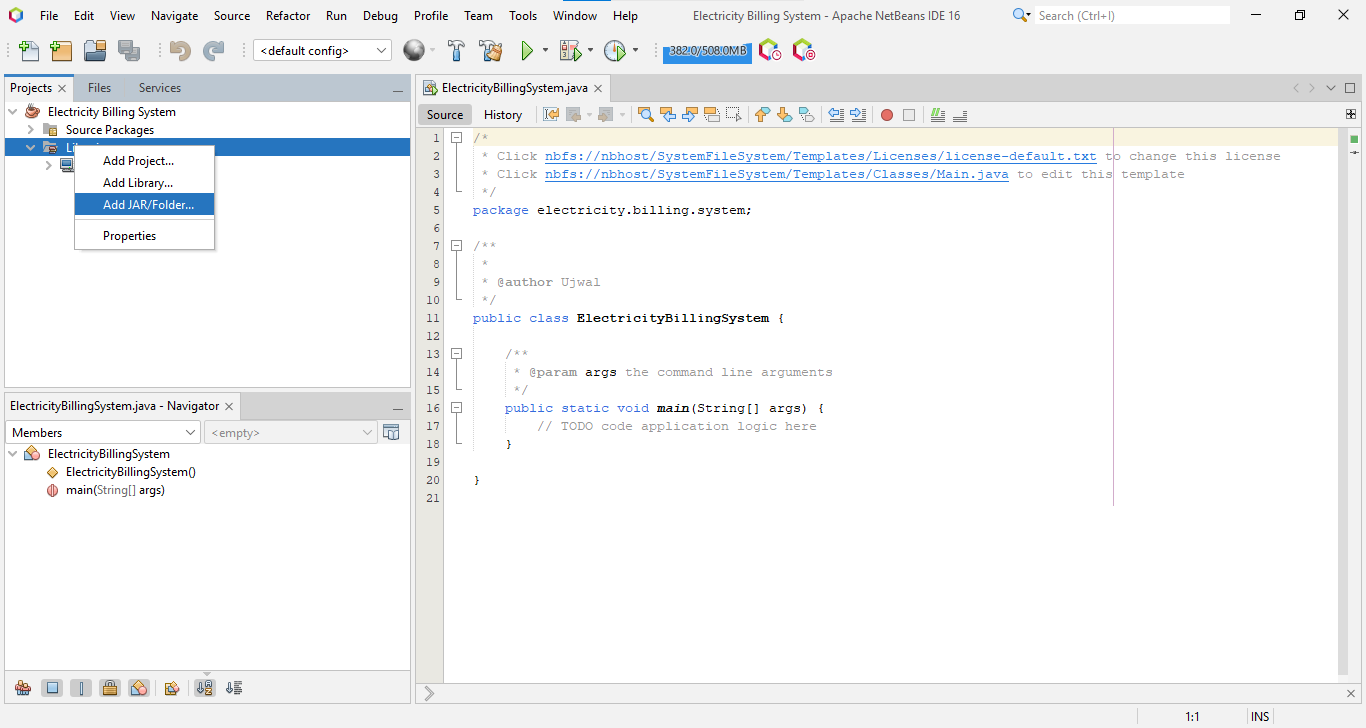 File Edit View Navigate Source Refactor Run Debug Profile Team Tools Window Help
Electricity Billing System - Apache NetBeans IDE 16
Search (Ctrl+I)
<default config>
382.0/508.0MB
Projects
Files
Services
Electricity Billing System
Source Packages
Add Project...
Add Library...
Add JAR/Folder...
Properties
ElectricityBillingSystem.java - Navigator
Members
<empty>
ElectricityBillingSystem
ElectricityBillingSystem()
main(String[] args)
ElectricityBillingSystem.java
Source
History
1 /*
2 * Click nbfs://nbhost/SystemFileSystem/Templates/Licenses/license-default.txt to change this license
3 * Click nbfs://nbhost/SystemFileSystem/Templates/Classes/Main.java to edit this template
4 */
5 package electricity.billing.system;
6
7 /**
8 *
9 * @author Ujwal
10 */
11 public class ElectricityBillingSystem {
12
13 /**
14 * @param args the command line arguments
15 */
16 public static void main(String[] args) {
17 // TODO code application logic here
18 }
19
20 }
21
1:1
INS